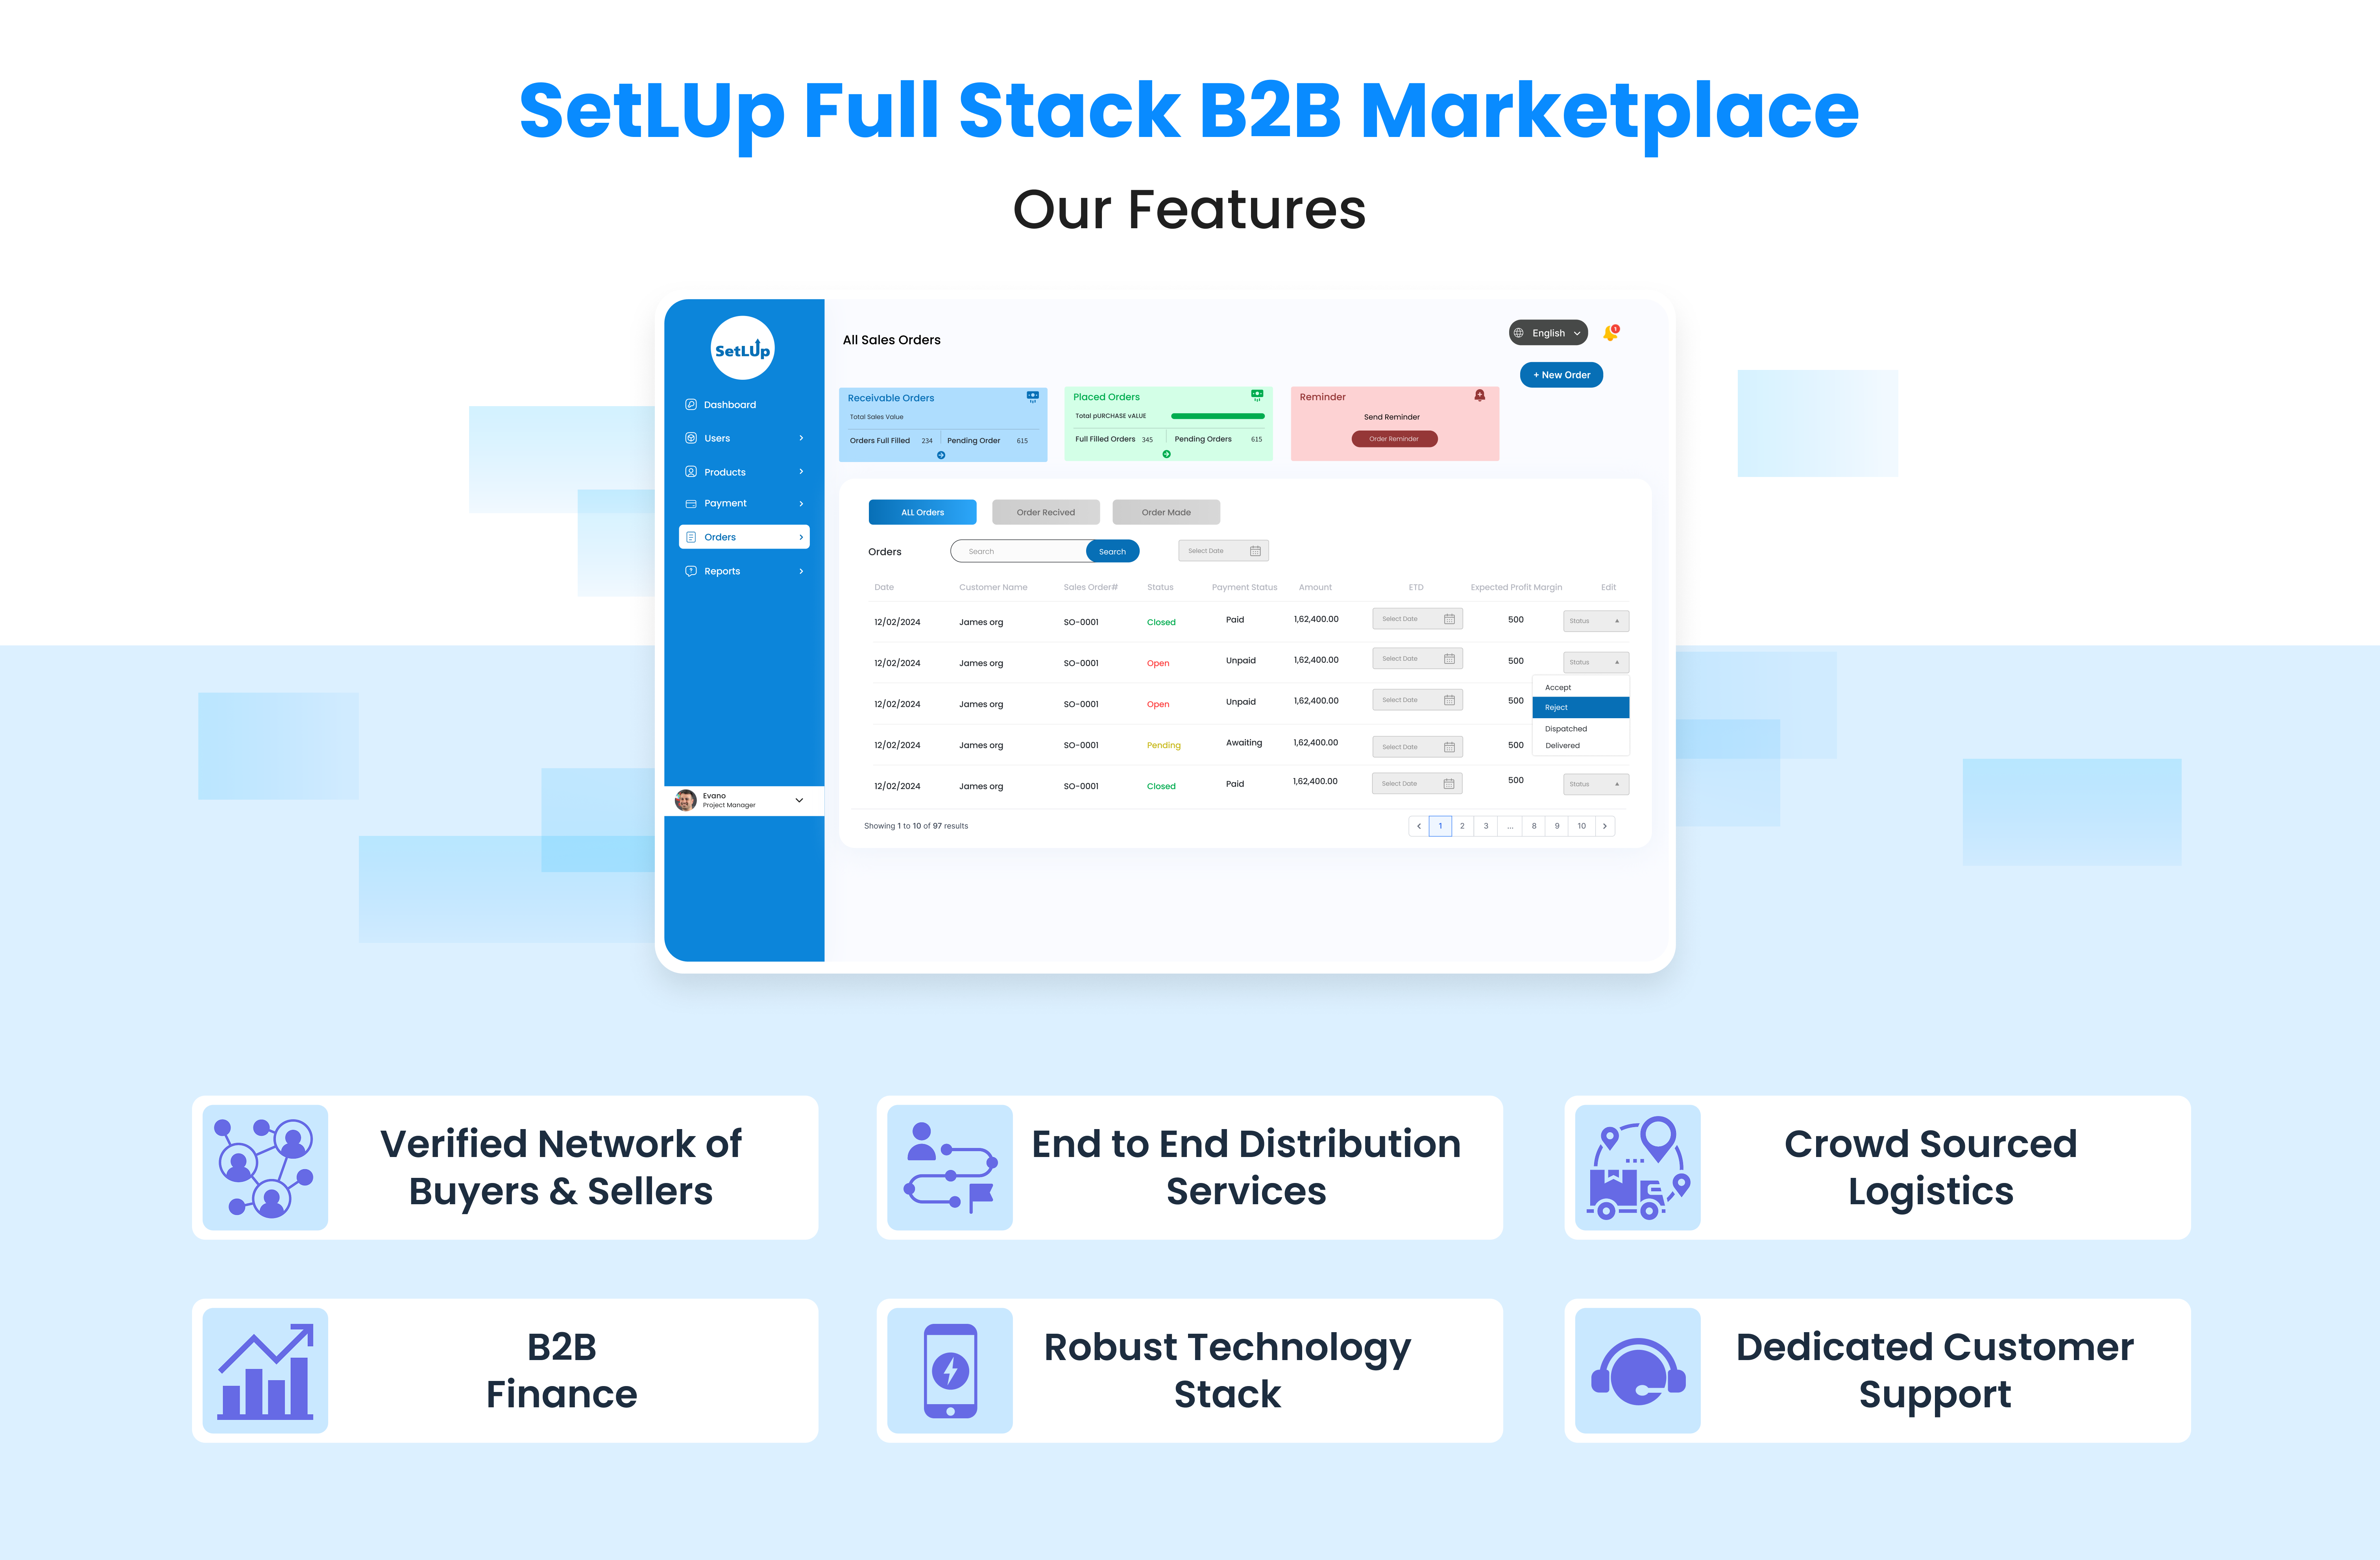 SetLUp Full Stack B2B Marketplace
Our Features
SetLUp
Dashboard
Users
Products
Payment
Orders
Reports
Evano
Project Manager
All Sales Orders
English
1
+ New Order
Receivable Orders
Total Sales Value
Orders Full Filled 234 Pending Order 615
Placed Orders
Total pURCHASE vALUE
Full Filled Orders 345 Pending Orders 615
Reminder
Send Reminder
Order Reminder
ALL Orders Order Recived Order Made
Orders Search Search Select Date
Date Customer Name Sales Order# Status Payment Status Amount ETD Expected Profit Margin Edit
12/02/2024 James org SO-0001 Closed Paid 1,62,400.00 Select Date 500 Status
12/02/2024 James org SO-0001 Open Unpaid 1,62,400.00 Select Date 500 Status
12/02/2024 James org SO-0001 Open Unpaid 1,62,400.00 Select Date 500
12/02/2024 James org SO-0001 Pending Awaiting 1,62,400.00 Select Date 500
12/02/2024 James org SO-0001 Closed Paid 1,62,400.00 Select Date 500 Status
Accept
Reject
Dispatched
Delivered
Showing 1 to 10 of 97 results
1 2 3 ... 8 9 10
Verified Network of
Buyers & Sellers
End to End Distribution
Services
Crowd Sourced
Logistics
B2B
Finance
Robust Technology
Stack
Dedicated Customer
Support